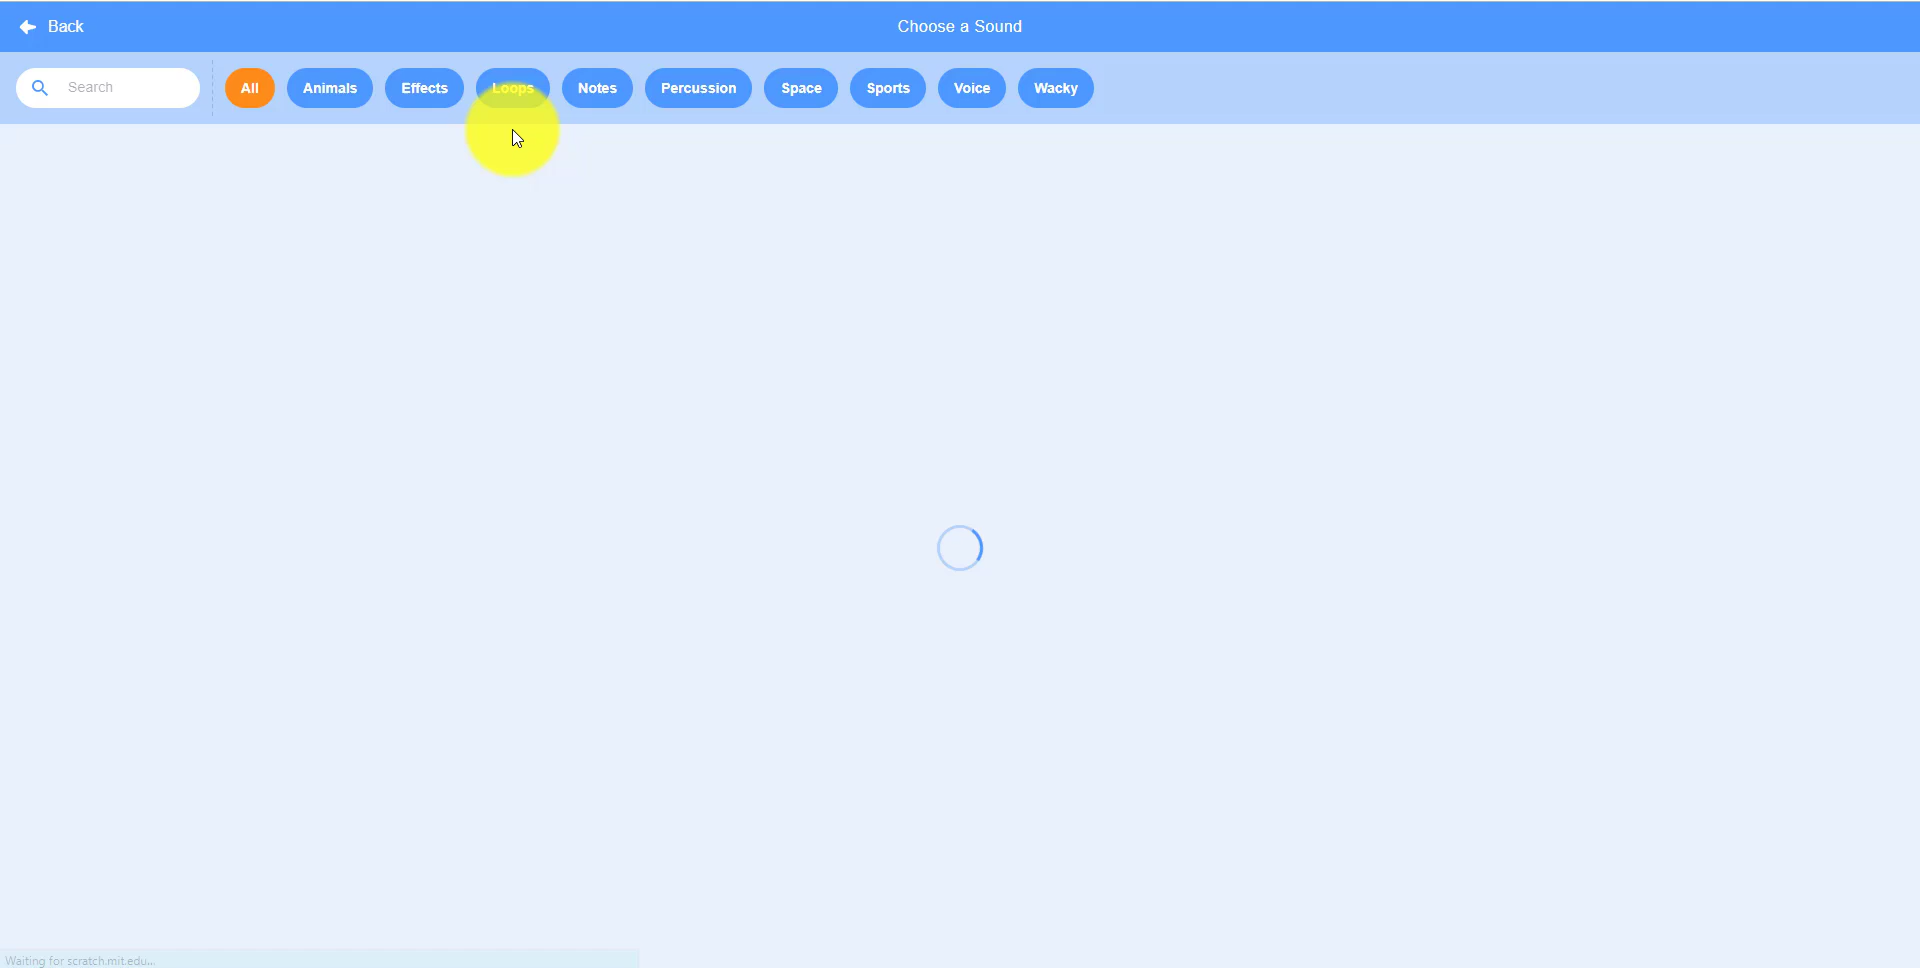 Back
Choose a Sound
Search
All
Animals
Effects
Loops
Notes
Percussion
Space
Sports
Voice
Wacky
Waiting for scratch.mit.edu...